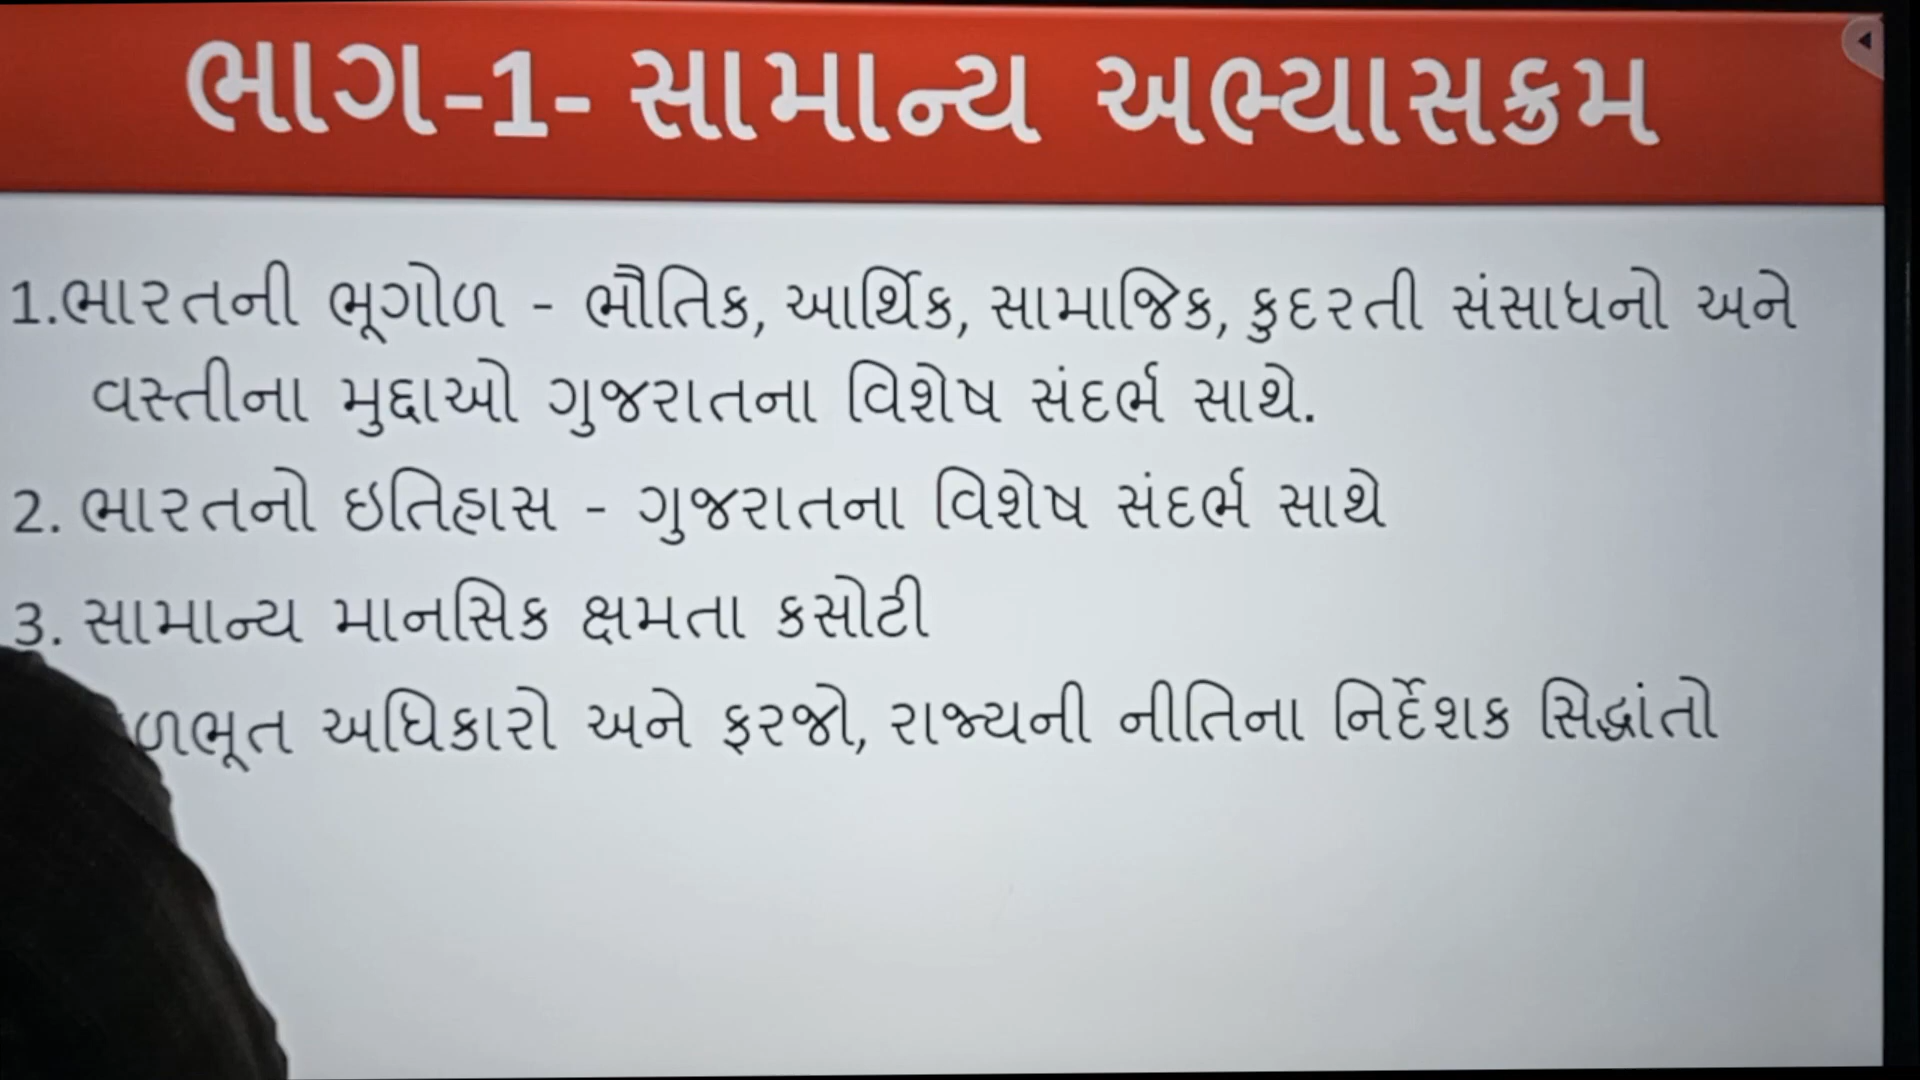 ભાગ-1- સામાન્ય અભ્યાસક્રમ
1.ભારતની ભૂગોળ - ભૌતિક, આર્થિક, સામાજિક, કુદરતી સંસાધનો અને
વસ્તીના મુદ્દાઓ ગુજરાતના વિશેષ સંદર્ભ સાથે.
2. ભારતનો ઇતિહાસ - ગુજરાતના વિશેષ સંદર્ભ સાથે
3. સામાન્ય માનસિક ક્ષમતા કસોટી
અધિકારો અને ફરજો, રાજ્યની નીતિના નિર્દેશક સિદ્ધાંતો